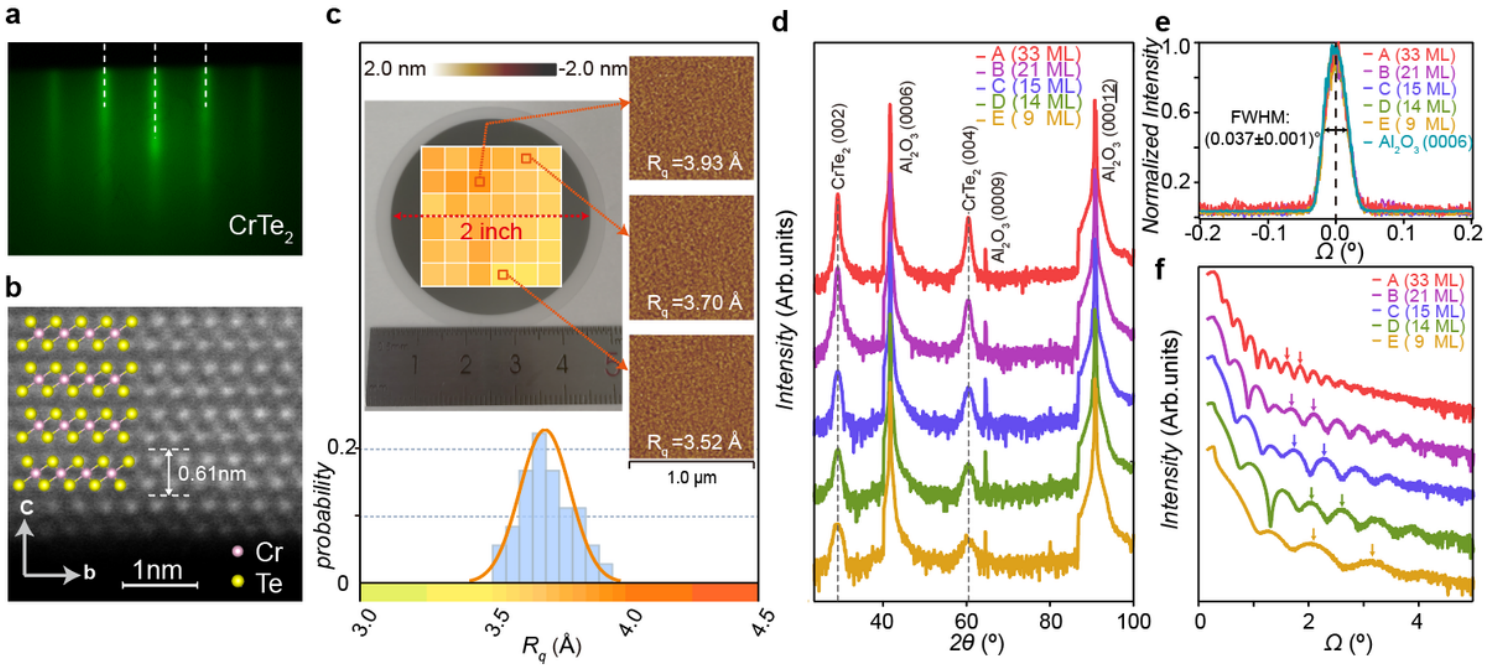 a
CrTe2
b
0.61nm
c
b
1nm
Cr
Te
c
2.0 nm
-2.0 nm
2 inch
1 2 3 4 5
Rq=3.93 Å
Rq=3.70 Å
Rq=3.52 Å
1.0 μm
probability
0.2
0
3.0 3.5 4.0 4.5
Rq (Å)
d
A (33 ML)
B (21 ML)
C (15 ML)
D (14 ML)
E ( 9 ML)
CrTe2 (002)
Al2O3 (0006)
CrTe2 (004)
Al2O3 (0009)
Al2O3 (00012)
Intensity (Arb.units)
40 60 80 100
2θ (º)
e
Normalized Intensity
1.0
0.6
0.2
A (33 ML)
B (21 ML)
C (15 ML)
D (14 ML)
E ( 9 ML)
Al2O3 (0006)
FWHM:
(0.037±0.001)°
-0.2 -0.1 0.0 0.1 0.2
Ω (º)
f
A (33 ML)
B (21 ML)
C (15 ML)
D (14 ML)
E ( 9 ML)
Intensity (Arb.units)
0 2 4
Ω (º)